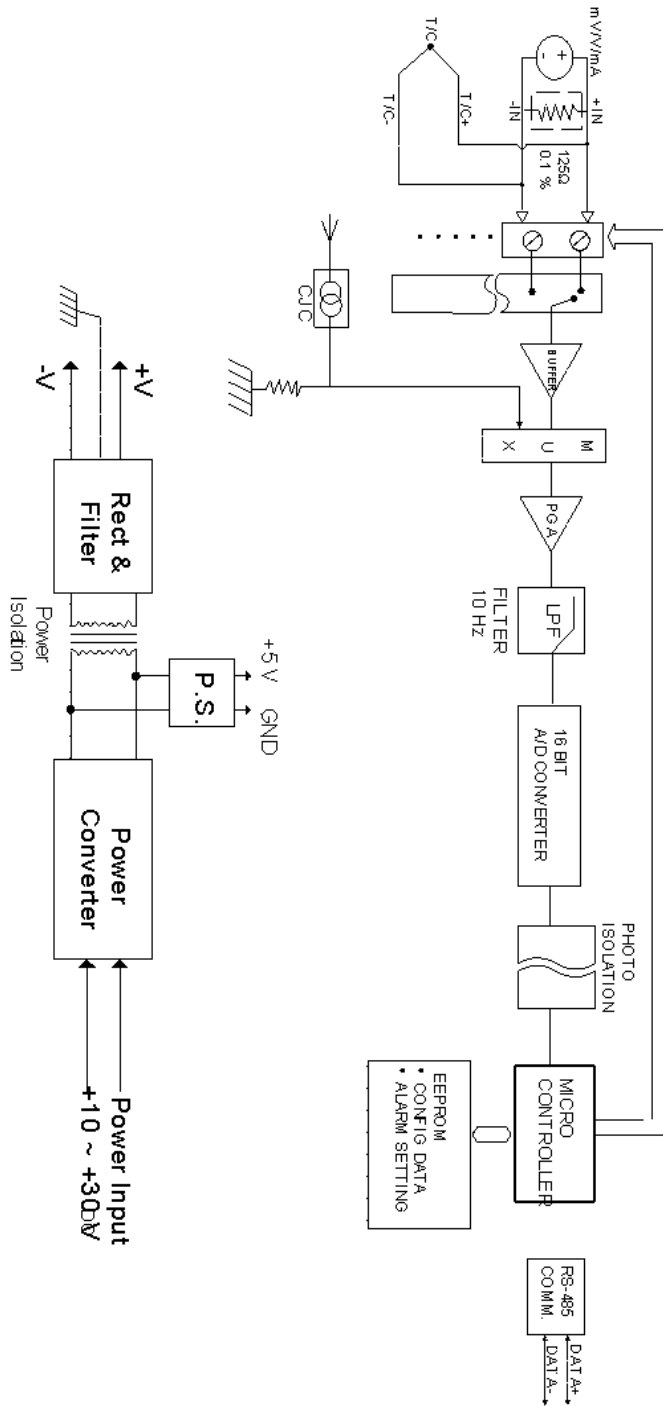 mV/V/mA
+
-
+IN
-IN
125Ω
0.1 %
T/C
T/C+
T/C-
CJC
BUFFER
M
U
X
PGA
LPF
FILTER
10 Hz
16 BIT
A/D CONVERTER
PHOTO
ISOLATION
MICRO
CONTROLLER
EEPROM
• CONFIG DATA
• ALARM SETTING
RS-485
COMM.
DATA+
DATA-
+V
-V
Rect &
Filter
Power
Isolation
+5 V
GND
P.S.
Power
Converter
Power Input
+10 ~ +30